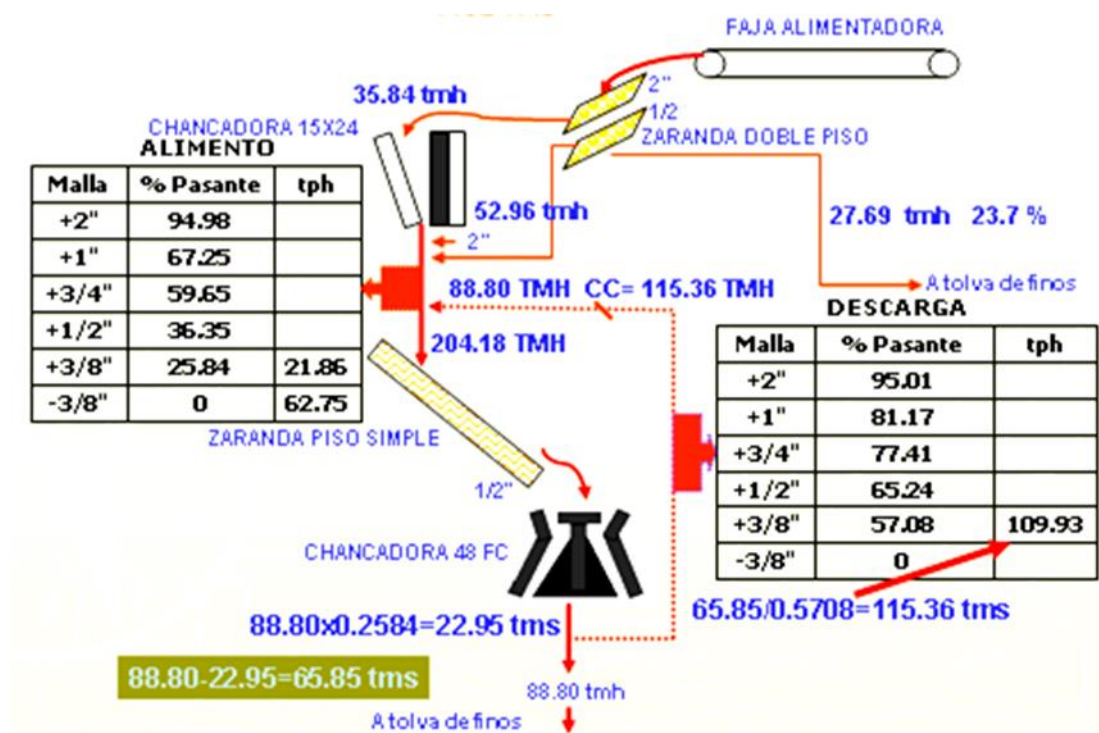 FAJA ALIMENTADORA
2"
1/2
ZARANDA DOBLE PISO
35.84 tmh
CHANCADORA 15X24
ALIMENTO
Malla % Pasante tph
+2" 94.98
+1" 67.25
+3/4" 59.65
+1/2" 36.35
+3/8" 25.84 21.86
-3/8" 0 62.75
52.96 tmh
2"
27.69 tmh 23.7 %
A tolva de finos
88.80 TMH CC= 115.36 TMH
204.18 TMH
DESCARGA
Malla % Pasante tph
+2" 95.01
+1" 81.17
+3/4" 77.41
+1/2" 65.24
+3/8" 57.08 109.93
-3/8" 0
ZARANDA PISO SIMPLE
1/2"
CHANCADORA 48 FC
65.85/0.5708=115.36 tms
88.80x0.2584=22.95 tms
88.80-22.95=65.85 tms
88.80 tmh
A tolva de finos